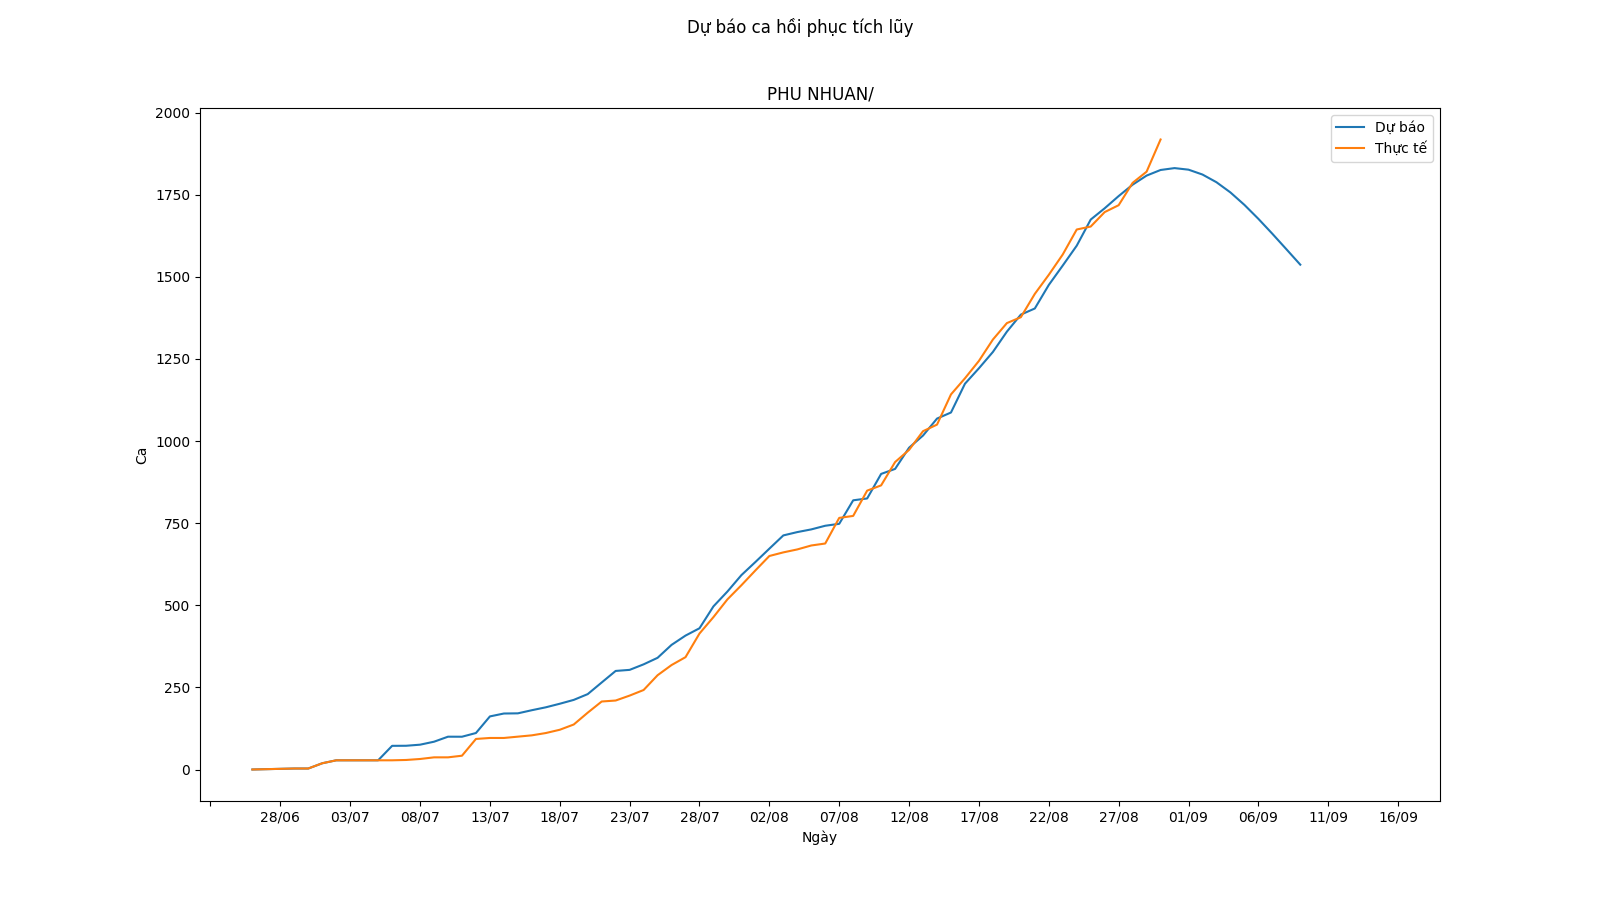 Dự báo ca hồi phục tích lũy
PHU NHUAN/
Dự báo
Thực tế
2000
1750
1500
1250
1000
750
500
250
0
Ca
28/06 03/07 08/07 13/07 18/07 23/07 28/07 02/08 07/08 12/08 17/08 22/08 27/08 01/09 06/09 11/09 16/09
Ngày